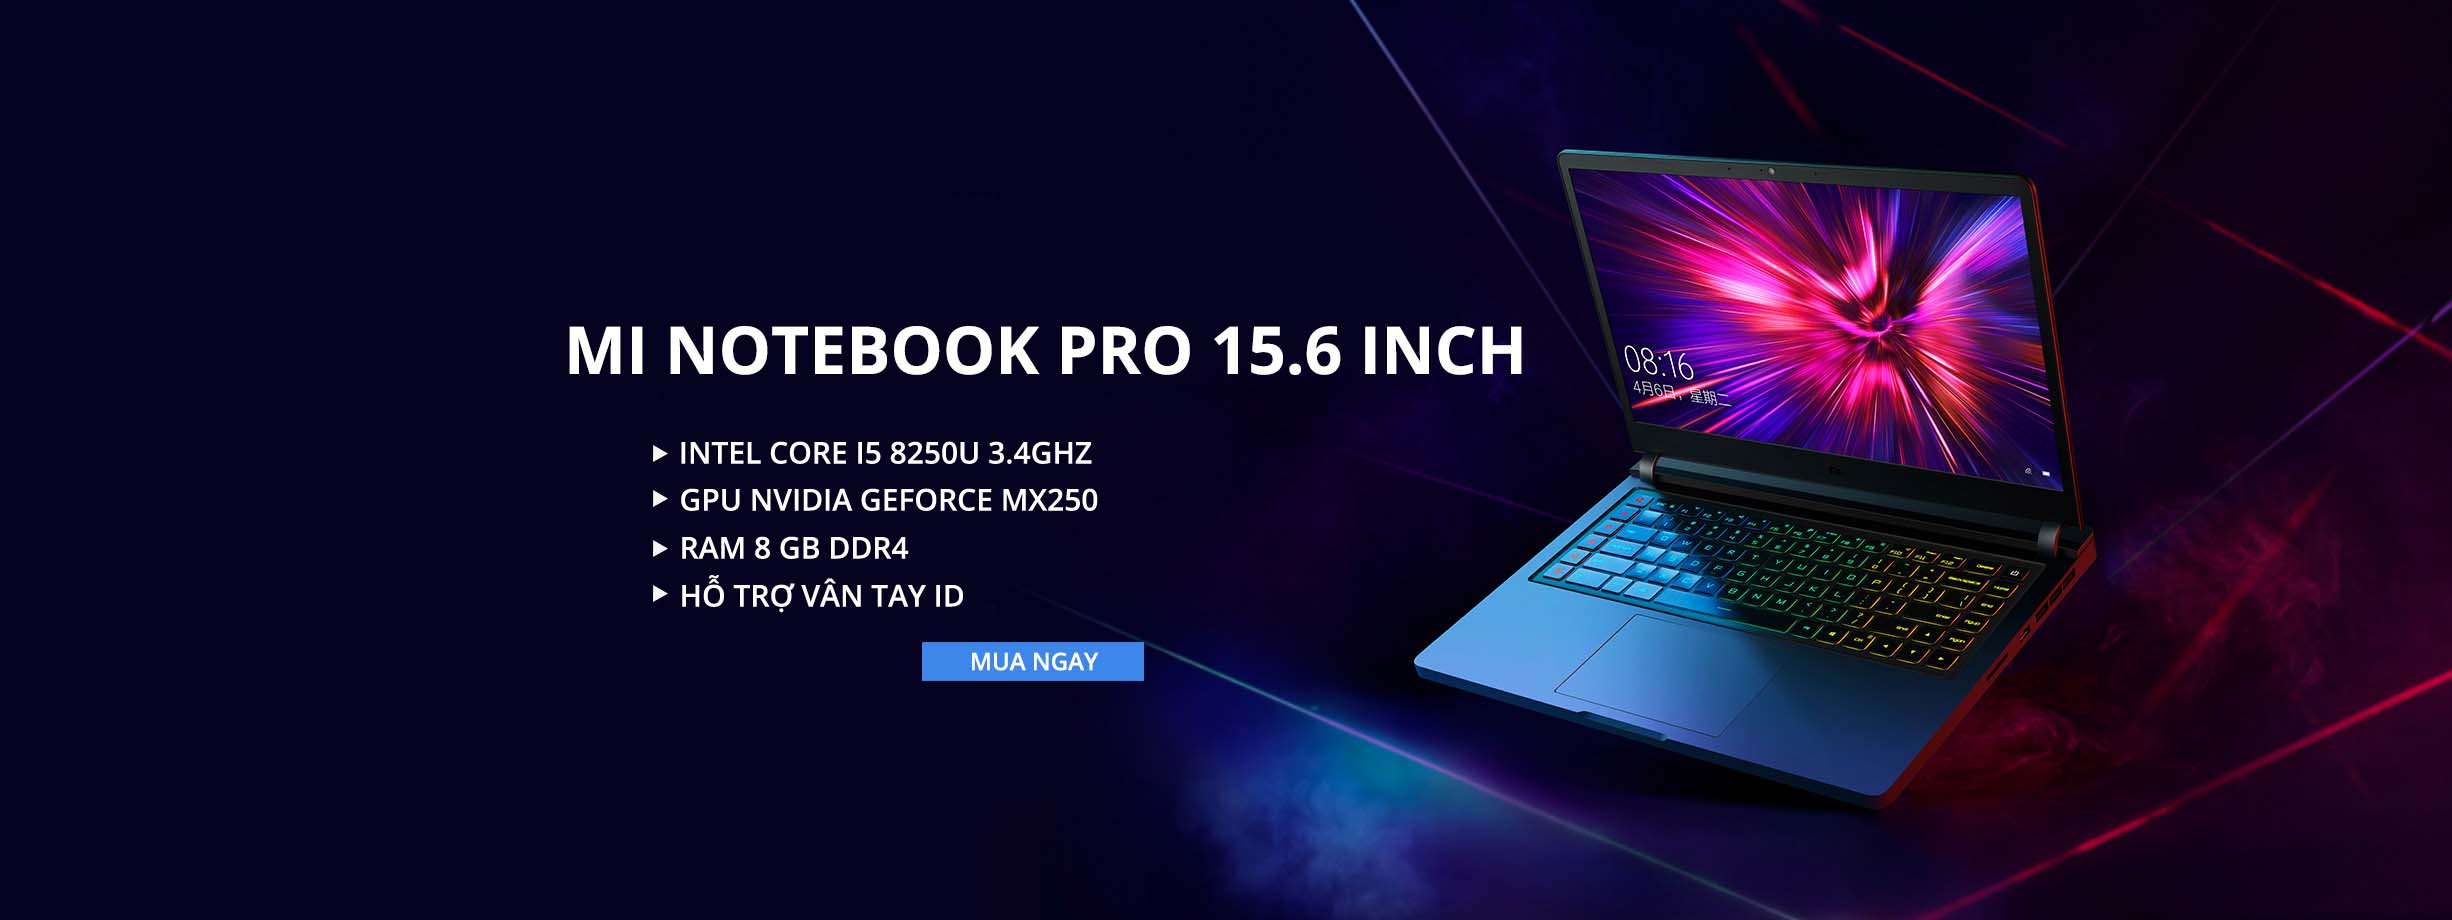 MI NOTEBOOK PRO 15.6 INCH
INTEL CORE I5 8250U 3.4GHZ
GPU NVIDIA GEFORCE MX250
RAM 8 GB DDR4
HỖ TRỢ VÂN TAY ID
MUA NGAY
08:16
4月6日，星期二